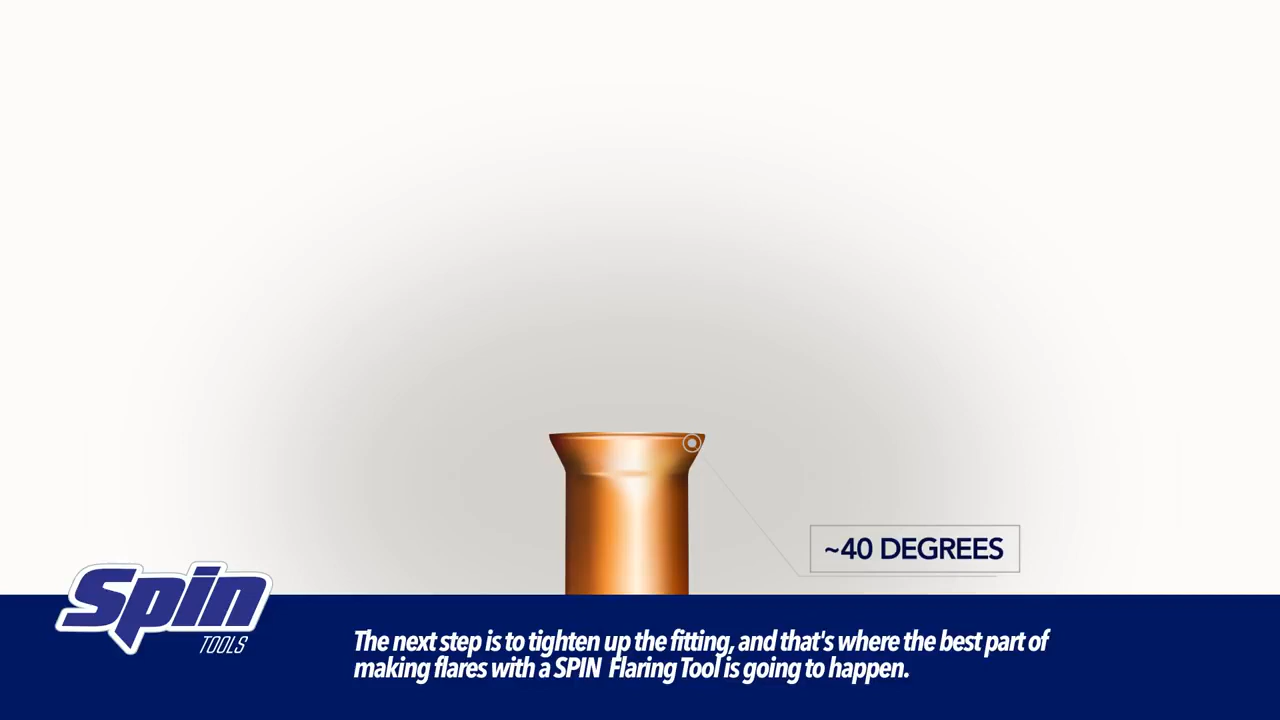 ~40 DEGREES
Spin
TOOLS
The next step is to tighten up the fitting, and that's where the best part of
making flares with a SPIN Flaring Tool is going to happen.